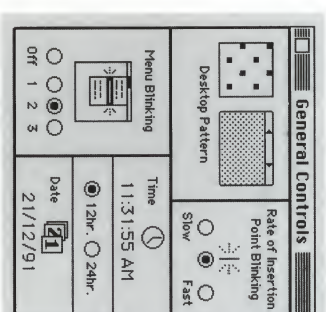 General Controls
Desktop Pattern
Rate of Insertion
Point Blinking
Slow Fast
Menu Blinking
Off 1 2 3
Time
11:31:55 AM
12hr. 24hr.
Date
21
21/12/91